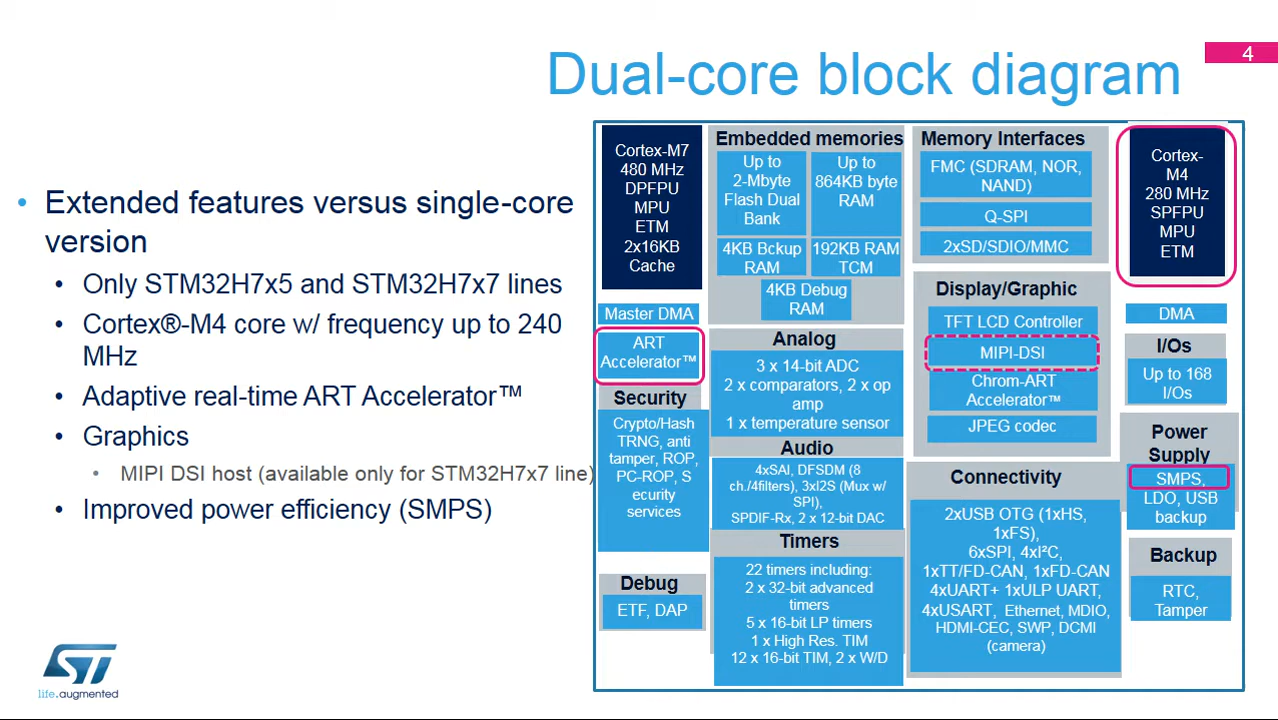 4
Dual-core block diagram
• Extended features versus single-core
version
• Only STM32H7x5 and STM32H7x7 lines
• Cortex®-M4 core w/ frequency up to 240
MHz
• Adaptive real-time ART Accelerator™
• Graphics
• MIPI DSI host (available only for STM32H7x7 line)
• Improved power efficiency (SMPS)
Cortex-M7
480 MHz
DPFPU
MPU
ETM
2x16KB
Cache
Master DMA
ART
Accelerator™
Security
Crypto/Hash
TRNG, anti
tamper, ROP,
PC-ROP, S
ecurity
services
Debug
ETF, DAP
Embedded memories
Up to
2-Mbyte
Flash Dual
Bank
Up to
864KB byte
RAM
4KB Bckup
RAM
192KB RAM
TCM
4KB Debug
RAM
Analog
3 x 14-bit ADC
2 x comparators, 2 x op
amp
1 x temperature sensor
Audio
4xSAI, DFSDM (8
ch./4filters), 3xI2S (Mux w/
SPI),
SPDIF-Rx, 2 x 12-bit DAC
Timers
22 timers including:
2 x 32-bit advanced
timers
5 x 16-bit LP timers
1 x High Res. TIM
12 x 16-bit TIM, 2 x W/D
Memory Interfaces
FMC (SDRAM, NOR,
NAND)
Q-SPI
2xSD/SDIO/MMC
Display/Graphic
TFT LCD Controller
MIPI-DSI
Chrom-ART
Accelerator™
JPEG codec
Connectivity
2xUSB OTG (1xHS,
1xFS),
6xSPI, 4xI²C,
1xTT/FD-CAN, 1xFD-CAN
4xUART+ 1xULP UART,
4xUSART, Ethernet, MDIO,
HDMI-CEC, SWP, DCMI
(camera)
Cortex-
M4
280 MHz
SPFPU
MPU
ETM
DMA
I/Os
Up to 168
I/Os
Power
Supply
SMPS,
LDO, USB
backup
Backup
RTC,
Tamper
ST
life.augmented